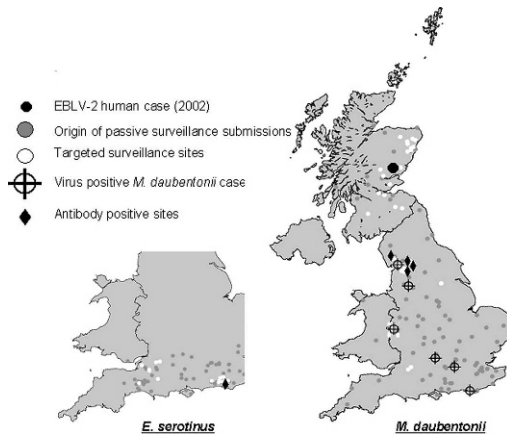 EBLV-2 human case (2002)
Origin of passive surveillance submissions
Targeted surveillance sites
Virus positive M. daubentonii case
Antibody positive sites
E. serotinus
M. daubentonii